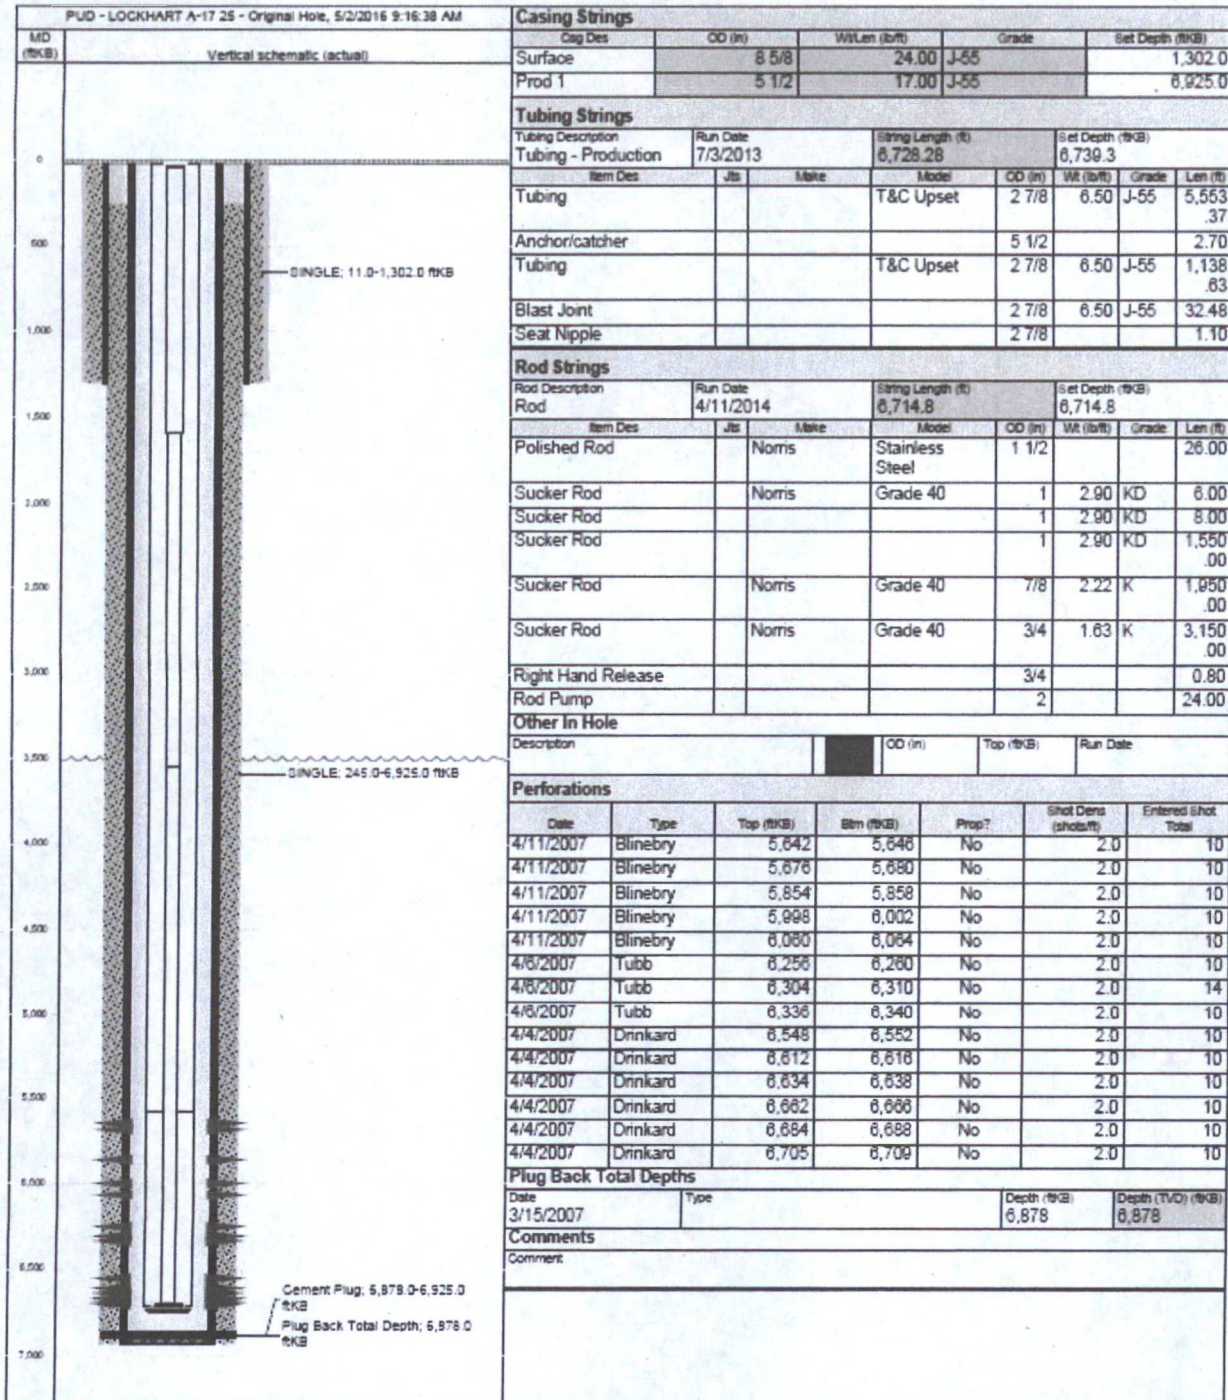 PUD - LOCKHART A-17 25 - Original Hole, 5/2/2016 9:16:38 AM
MD (ftKB) Vertical schematic (actual)
0
500
1,000
1,500
2,000
2,500
3,000
3,500
4,000
4,500
5,000
5,500
6,000
6,500
7,000
SINGLE; 11.0-1,302.0 ftKB
SINGLE; 245.0-6,925.0 ftKB
Cement Plug; 6,878.0-6,925.0
ftKB
Plug Back Total Depth; 6,878.0
ftKB
Casing Strings
Csg Des OD (in) Wt/Len (lb/ft) Grade Set Depth (ftKB)
Surface 8 5/8 24.00 J-55 1,302.0
Prod 1 5 1/2 17.00 J-55 6,925.0
Tubing Strings
Tubing Description Run Date String Length (ft) Set Depth (ftKB)
Tubing - Production 7/3/2013 6,728.28 6,739.3
Item Des Jts Make Model OD (in) Wt (lb/ft) Grade Len (ft)
Tubing T&C Upset 2 7/8 6.50 J-55 5,553
.37
Anchor/catcher 5 1/2 2.70
Tubing T&C Upset 2 7/8 6.50 J-55 1,138
.63
Blast Joint 2 7/8 6.50 J-55 32.48
Seat Nipple 2 7/8 1.10
Rod Strings
Rod Description Run Date String Length (ft) Set Depth (ftKB)
Rod 4/11/2014 6,714.8 6,714.8
Item Des Jts Make Model OD (in) Wt (lb/ft) Grade Len (ft)
Polished Rod Norris Stainless 1 1/2 26.00
Steel
Sucker Rod Norris Grade 40 1 2.90 KD 6.00
Sucker Rod 1 2.90 KD 8.00
Sucker Rod 1 2.90 KD 1,550
.00
Sucker Rod Norris Grade 40 7/8 2.22 K 1,950
.00
Sucker Rod Norris Grade 40 3/4 1.63 K 3,150
.00
Right Hand Release 3/4 0.80
Rod Pump 2 24.00
Other In Hole
Description OD (in) Top (ftKB) Run Date
Perforations
Date Type Top (ftKB) Btm (ftKB) Prop? Shot Dens (shots/ft) Entered Shot Total
4/11/2007 Blinebry 5,642 5,646 No 2.0 10
4/11/2007 Blinebry 5,676 5,680 No 2.0 10
4/11/2007 Blinebry 5,854 5,858 No 2.0 10
4/11/2007 Blinebry 5,998 6,002 No 2.0 10
4/11/2007 Blinebry 6,060 6,064 No 2.0 10
4/6/2007 Tubb 6,256 6,260 No 2.0 10
4/6/2007 Tubb 6,304 6,310 No 2.0 14
4/6/2007 Tubb 6,336 6,340 No 2.0 10
4/4/2007 Drinkard 6,548 6,552 No 2.0 10
4/4/2007 Drinkard 6,612 6,616 No 2.0 10
4/4/2007 Drinkard 6,634 6,638 No 2.0 10
4/4/2007 Drinkard 6,662 6,666 No 2.0 10
4/4/2007 Drinkard 6,684 6,688 No 2.0 10
4/4/2007 Drinkard 6,705 6,709 No 2.0 10
Plug Back Total Depths
Date Type Depth (ftKB) Depth (TVD) (ftKB)
3/15/2007 6,878 6,878
Comments
Comment